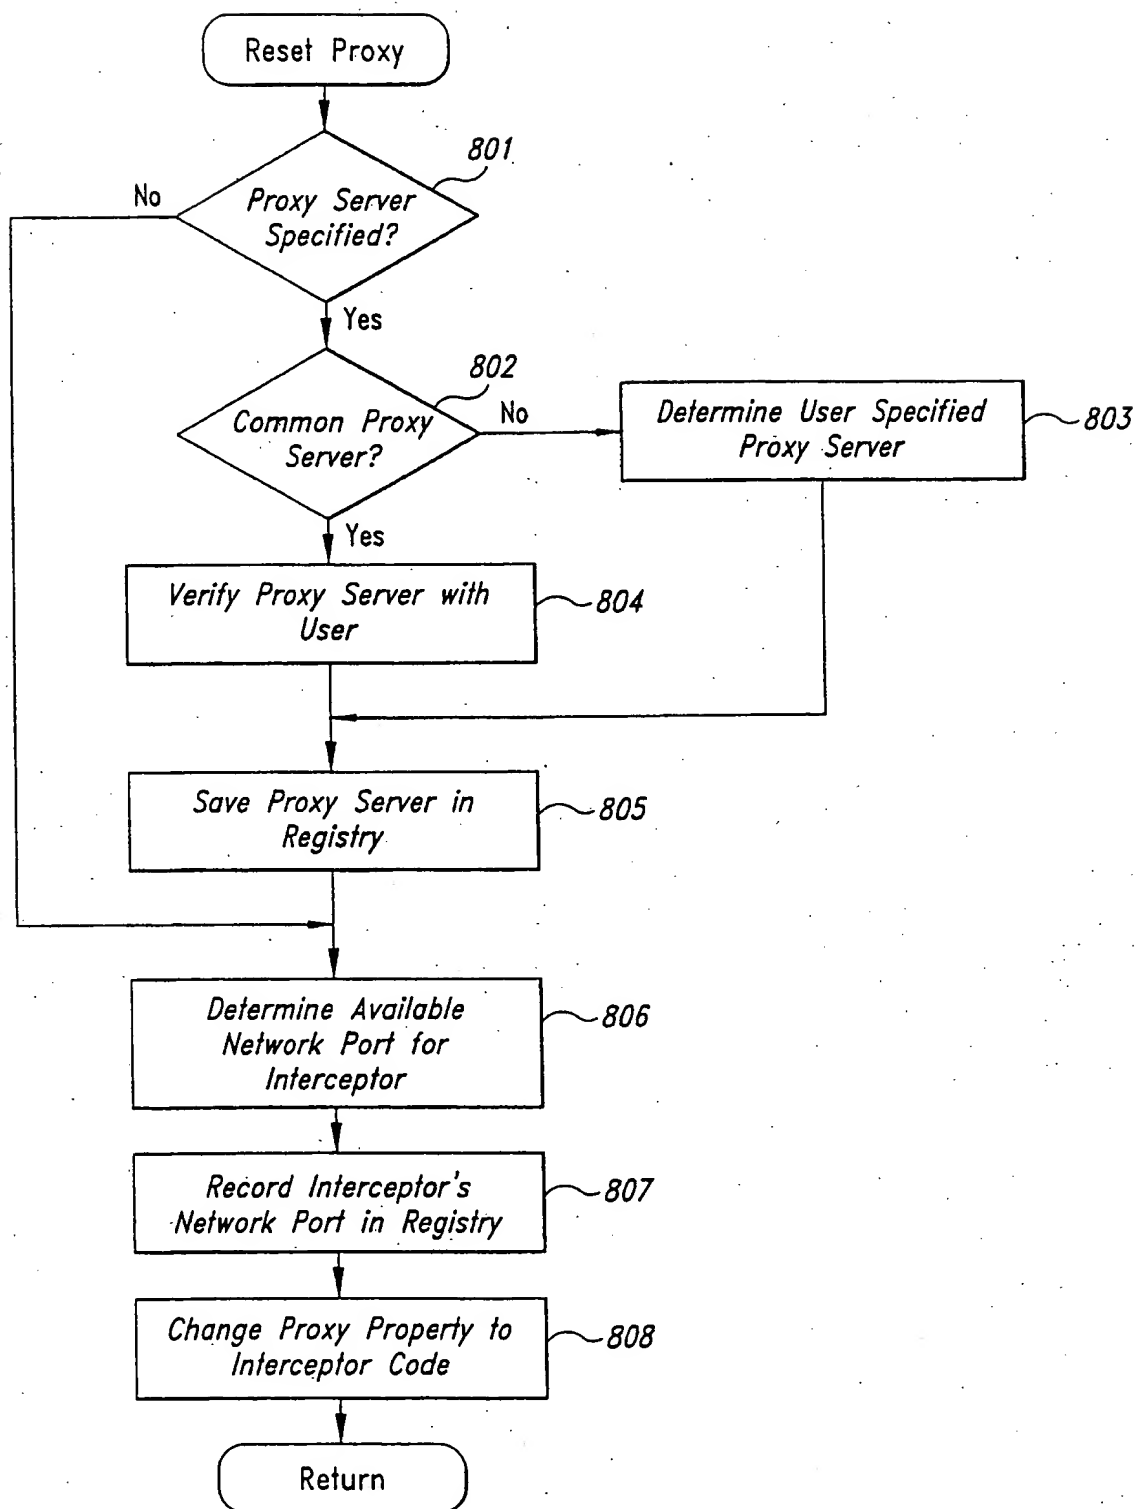 Reset Proxy
801
No
Proxy Server
Specified?
Yes
802
Common Proxy
Server?
No
Determine User Specified
Proxy Server
803
Yes
Verify Proxy Server with
User
804
Save Proxy Server in
Registry
805
Determine Available
Network Port for
Interceptor
806
Record Interceptor's
Network Port in Registry
807
Change Proxy Property to
Interceptor Code
808
Return